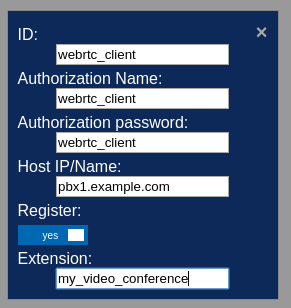 ID:
×
webrtc_client
Authorization Name:
webrtc_client
Authorization password:
webrtc_client
Host IP/Name:
pbx1.example.com
Register:
yes
Extension:
my_video_conference